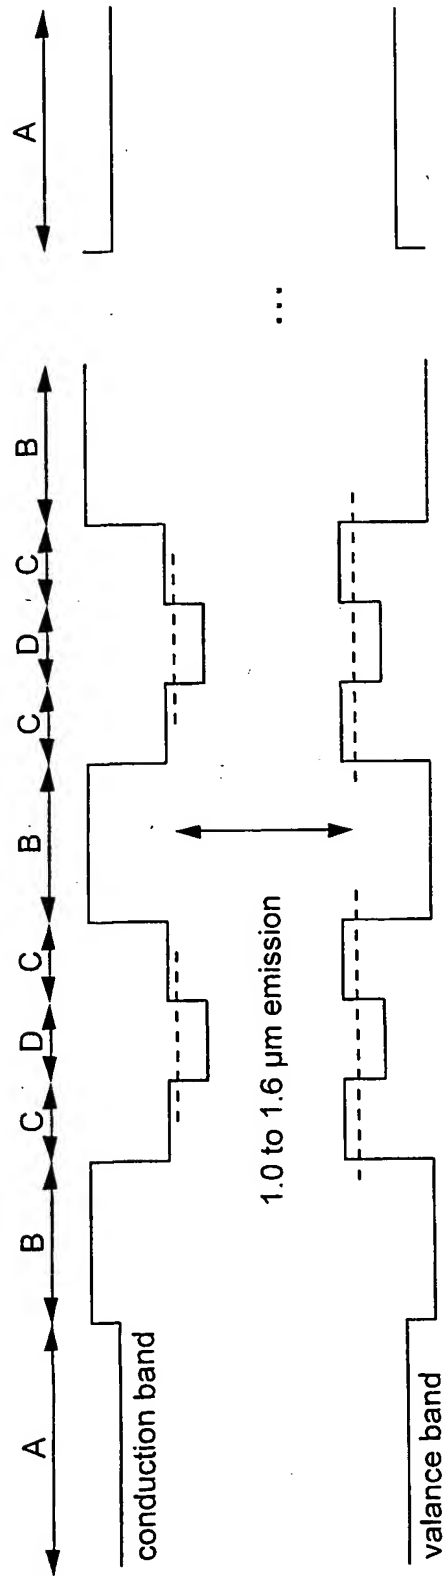 A B C D C B C D C B A
conduction band
1.0 to 1.6 µm emission
...
valance band